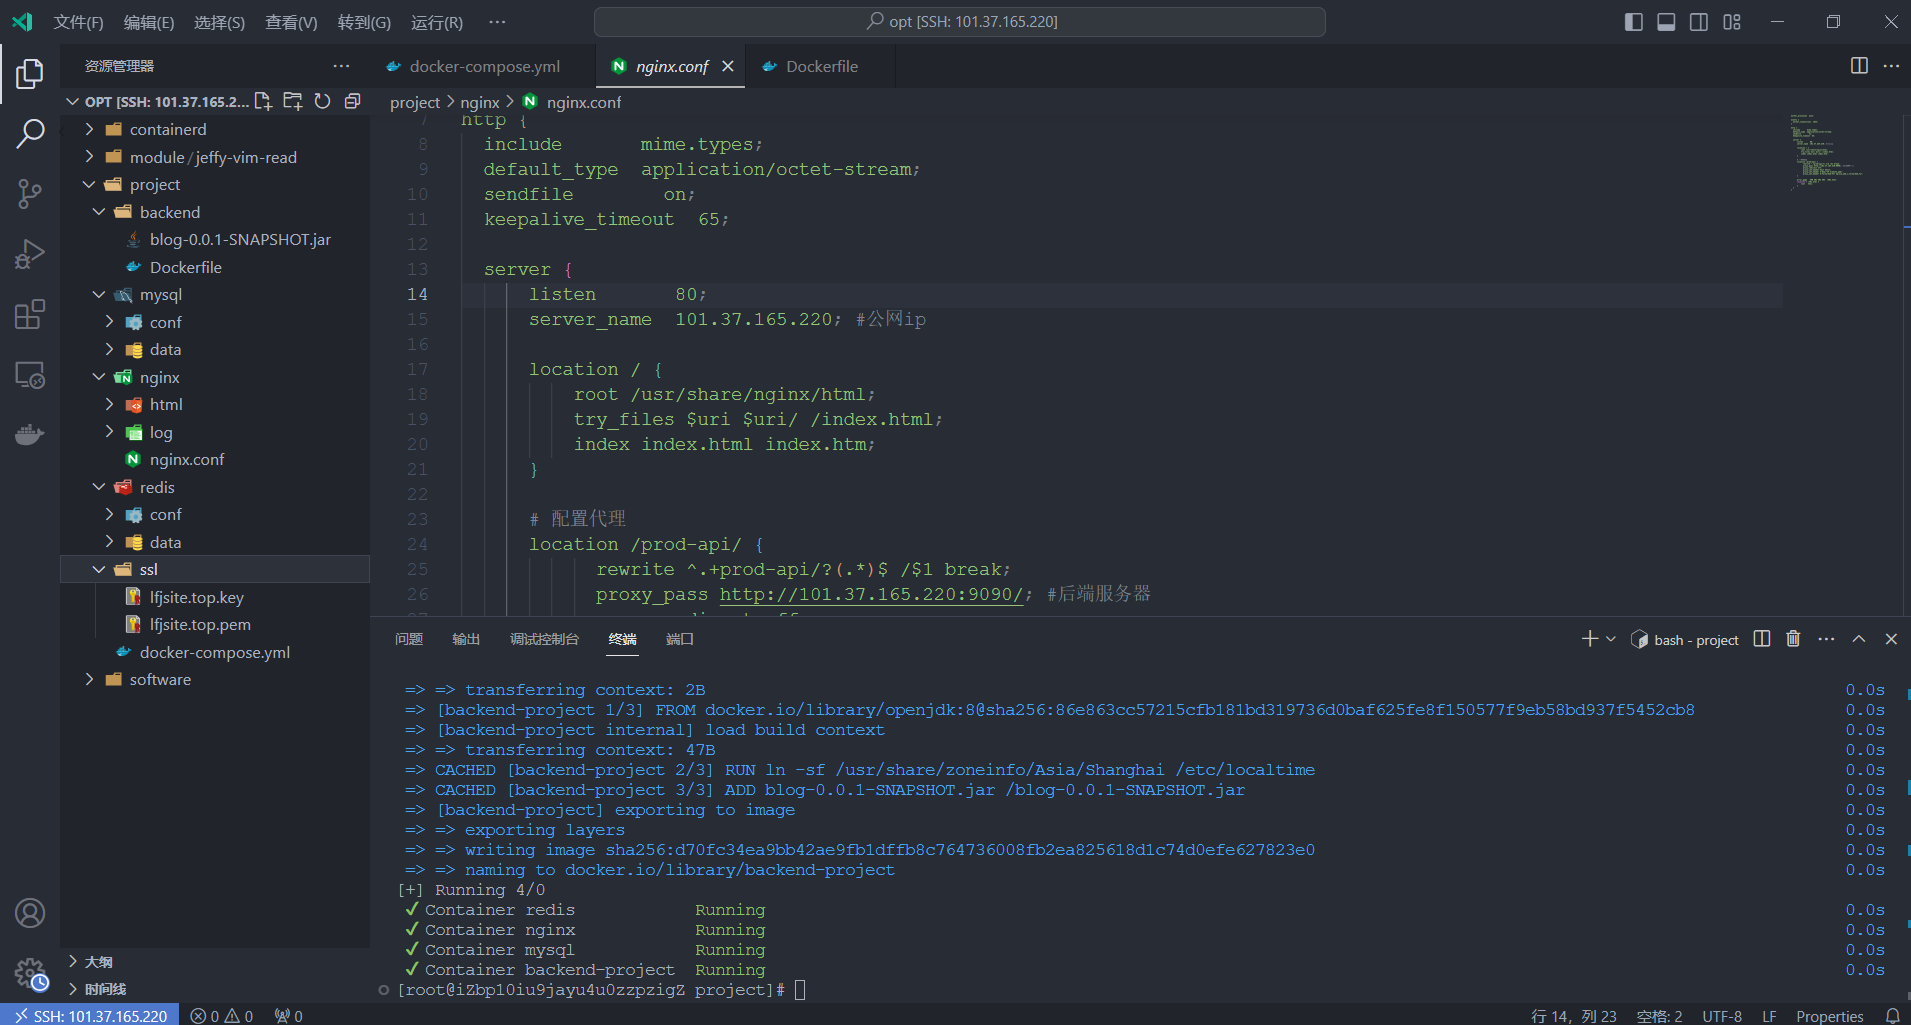 文件(F) 编辑(E) 选择(S) 查看(V) 转到(G) 运行(R) ··· opt [SSH: 101.37.165.220]
资源管理器 ···
docker-compose.yml nginx.conf Dockerfile
OPT [SSH: 101.37.165.2...
project > nginx > nginx.conf
containerd
module / jeffy-vim-read
project
backend
blog-0.0.1-SNAPSHOT.jar
Dockerfile
mysql
conf
data
nginx
html
log
nginx.conf
redis
conf
data
ssl
lfjsite.top.key
lfjsite.top.pem
docker-compose.yml
software
大纲
时间线
7 http {
8 include mime.types;
9 default_type application/octet-stream;
10 sendfile on;
11 keepalive_timeout 65;
12
13 server {
14 listen 80;
15 server_name 101.37.165.220; #公网ip
16
17 location / {
18 root /usr/share/nginx/html;
19 try_files $uri $uri/ /index.html;
20 index index.html index.htm;
21 }
22
23 # 配置代理
24 location /prod-api/ {
25 rewrite ^.+prod-api/?(.*)$ /$1 break;
26 proxy_pass http://101.37.165.220:9090/; #后端服务器
问题 输出 调试控制台 终端 端口 bash - project
=> => transferring context: 2B 0.0s
=> [backend-project 1/3] FROM docker.io/library/openjdk:8@sha256:86e863cc57215cfb181bd319736d0baf625fe8f150577f9eb58bd937f5452cb8 0.0s
=> [backend-project internal] load build context 0.0s
=> => transferring context: 47B 0.0s
=> CACHED [backend-project 2/3] RUN ln -sf /usr/share/zoneinfo/Asia/Shanghai /etc/localtime 0.0s
=> CACHED [backend-project 3/3] ADD blog-0.0.1-SNAPSHOT.jar /blog-0.0.1-SNAPSHOT.jar 0.0s
=> [backend-project] exporting to image 0.0s
=> => exporting layers 0.0s
=> => writing image sha256:d70fc34ea9bb42ae9fb1dffb8c764736008fb2ea825618d1c74d0efe627823e0 0.0s
=> => naming to docker.io/library/backend-project 0.0s
[+] Running 4/0
✔ Container redis Running 0.0s
✔ Container nginx Running 0.0s
✔ Container mysql Running 0.0s
✔ Container backend-project Running 0.0s
[root@iZbp10iu9jayu4u0zzpzigZ project]#
SSH: 101.37.165.220 0 0 0 行 14，列 23 空格: 2 UTF-8 LF Properties